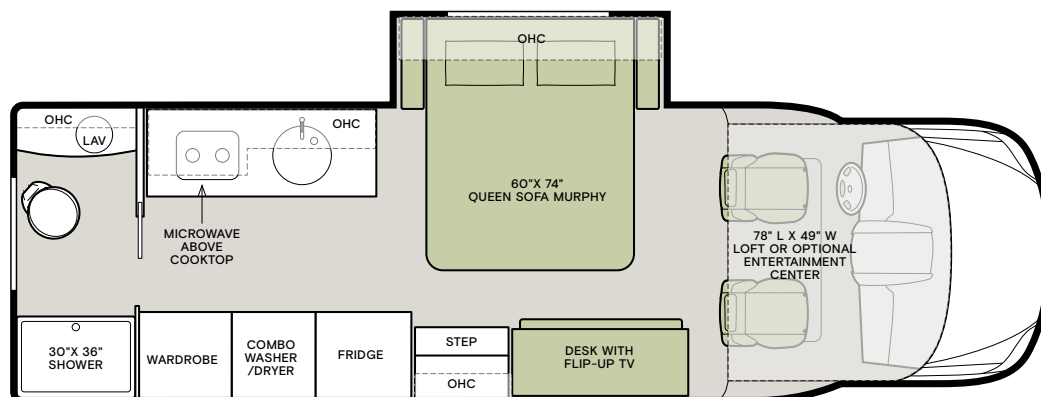 OHC
OHC
LAV
OHC
MICROWAVE
ABOVE
COOKTOP
60"X 74"
QUEEN SOFA MURPHY
78" L X 49" W
LOFT OR OPTIONAL
ENTERTAINMENT
CENTER
30"X 36"
SHOWER
WARDROBE
COMBO
WASHER
/DRYER
FRIDGE
STEP
OHC
DESK WITH
FLIP-UP TV